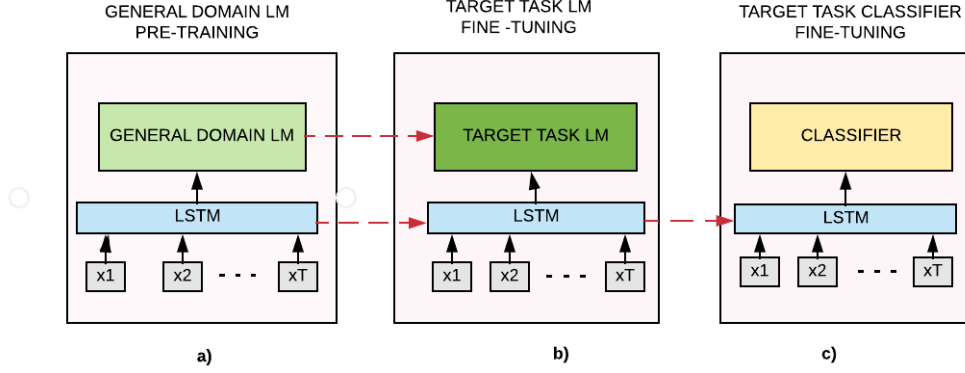 GENERAL DOMAIN LM
PRE-TRAINING
GENERAL DOMAIN LM
LSTM
x1 x2 - - - xT
a)
TARGET TASK LM
FINE -TUNING
TARGET TASK LM
LSTM
x1 x2 - - - - xT
b)
TARGET TASK CLASSIFIER
FINE-TUNING
CLASSIFIER
LSTM
x1 x2 - - - - xT
c)